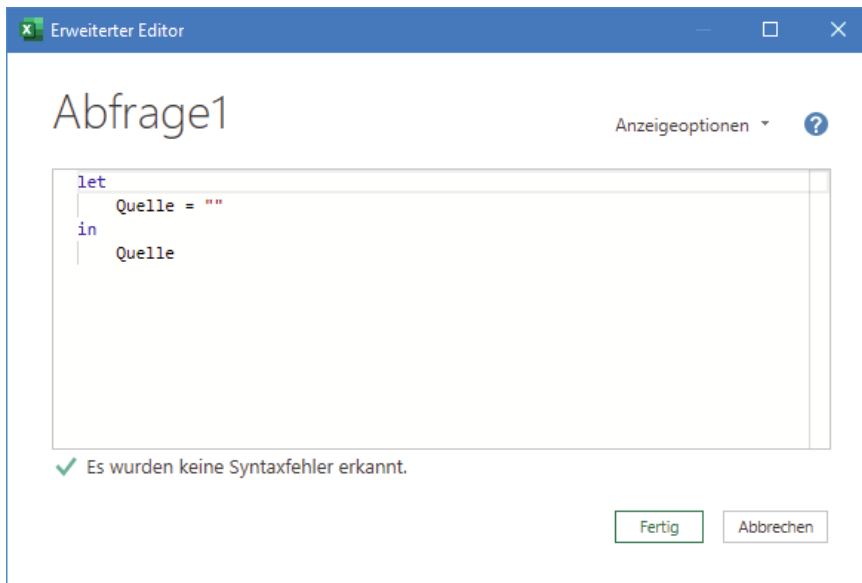 Erweiterter Editor
Abfrage1
Anzeigeoptionen
?
let
Quelle = ""
in
Quelle
Es wurden keine Syntaxfehler erkannt.
Fertig Abbrechen